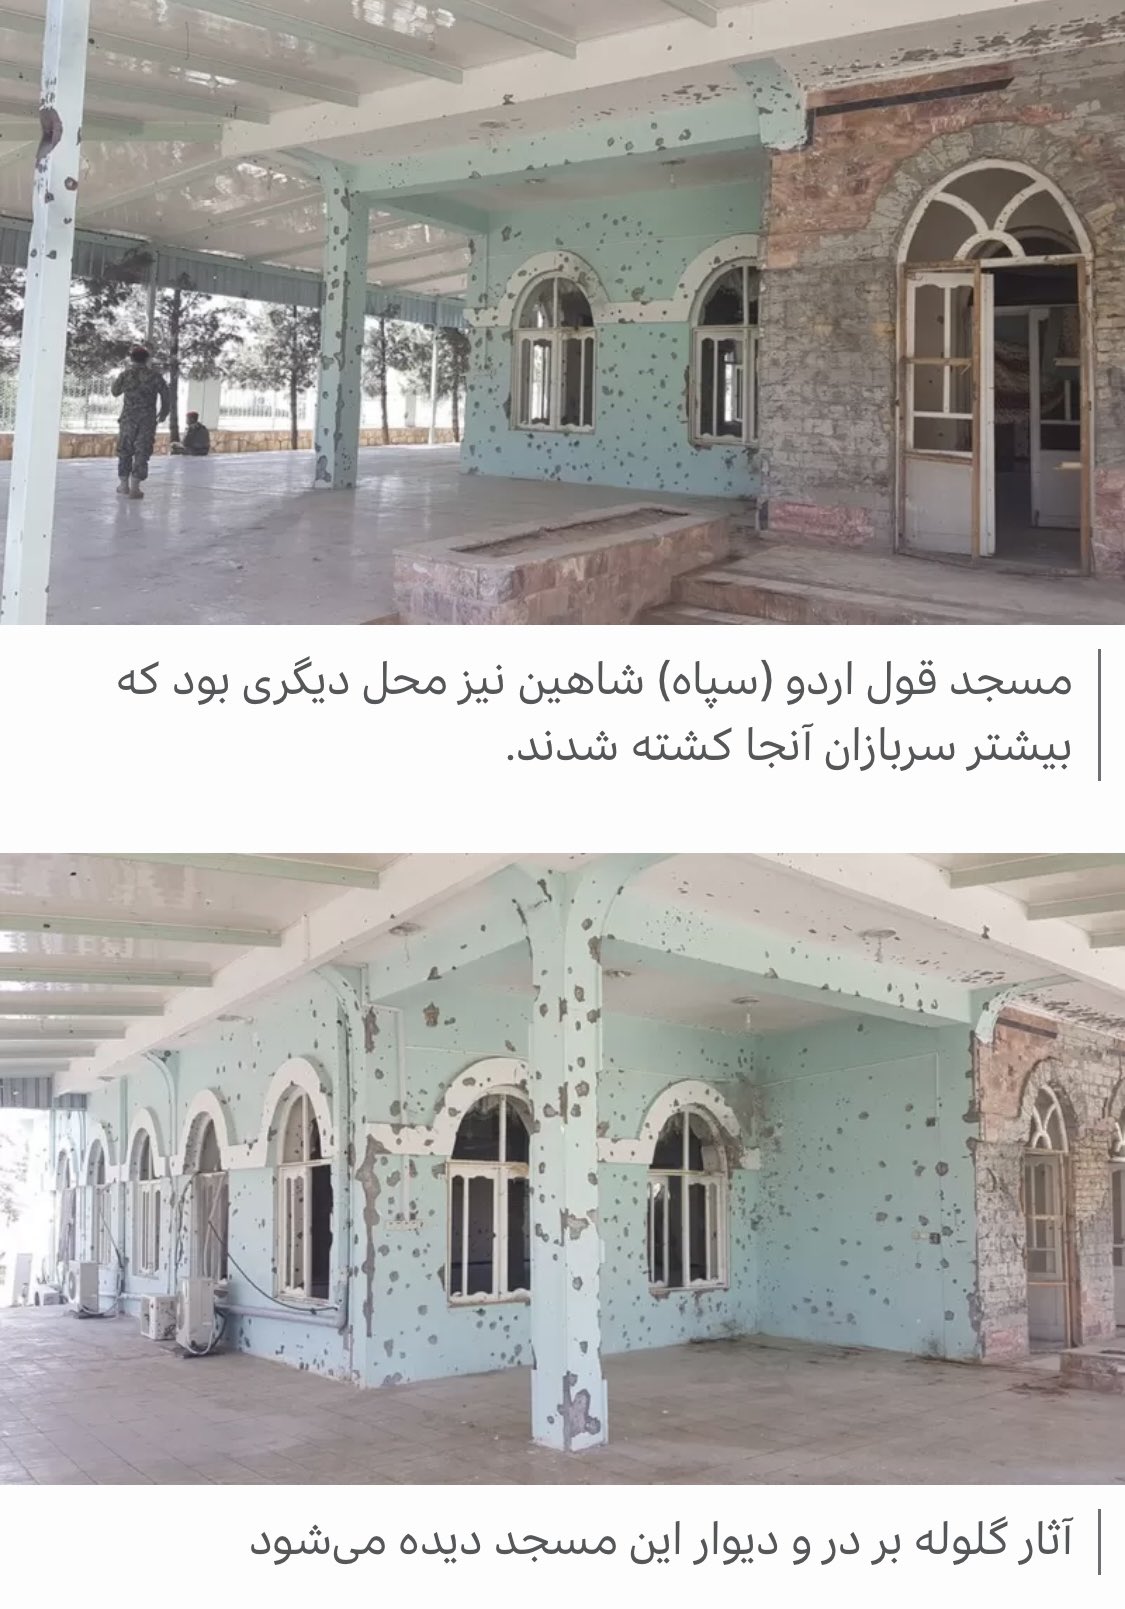 مسجد قول اردو (سپاه) شاهین نیز محل دیگری بود که
بیشتر سربازان آنجا کشته شدند.
آثار گلوله بر در و دیوار این مسجد دیده می‌شود